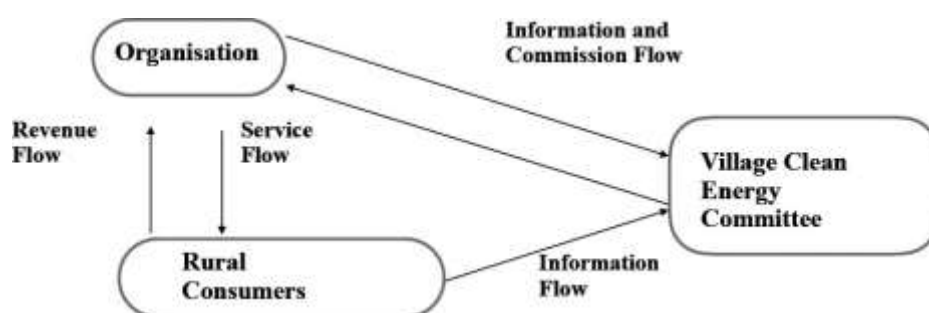 Organisation
Information and
Commission Flow
Revenue
Flow
Service
Flow
Village Clean
Energy
Committee
Rural
Consumers
Information
Flow